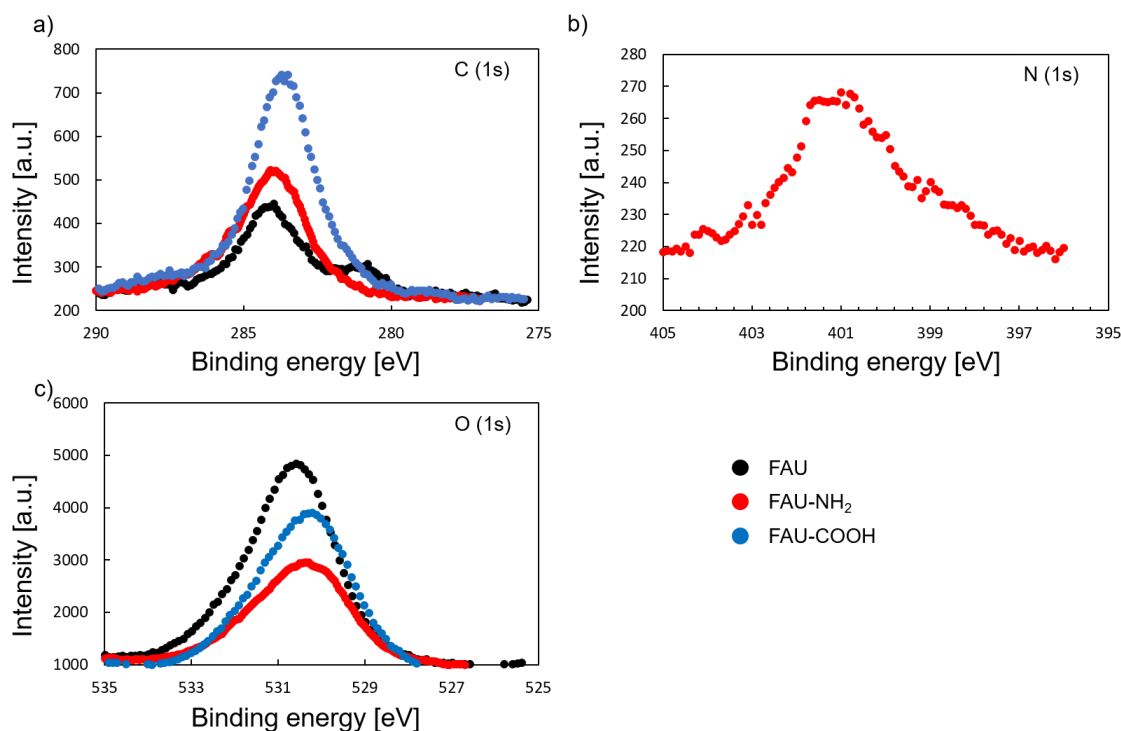 a)
C (1s)
Intensity [a.u.]
800
700
600
500
400
300
200
290
285
280
275
Binding energy [eV]
b)
N (1s)
Intensity [a.u.]
280
270
260
250
240
230
220
210
200
405
403
401
399
397
395
Binding energy [eV]
c)
O (1s)
Intensity [a.u.]
6000
5000
4000
3000
2000
1000
535
533
531
529
527
525
Binding energy [eV]
FAU
FAU-NH₂
FAU-COOH